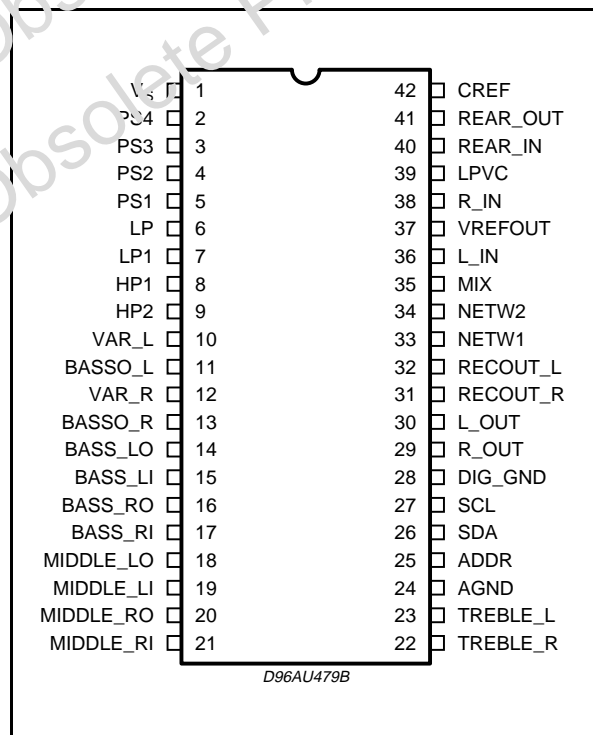 Obsolete P
Obsolete
VS 1 42 CREF
PS4 2 41 REAR_OUT
PS3 3 40 REAR_IN
PS2 4 39 LPVC
PS1 5 38 R_IN
LP 6 37 VREFOUT
LP1 7 36 L_IN
HP1 8 35 MIX
HP2 9 34 NETW2
VAR_L 10 33 NETW1
BASSO_L 11 32 RECOUT_L
VAR_R 12 31 RECOUT_R
BASSO_R 13 30 L_OUT
BASS_LO 14 29 R_OUT
BASS_LI 15 28 DIG_GND
BASS_RO 16 27 SCL
BASS_RI 17 26 SDA
MIDDLE_LO 18 25 ADDR
MIDDLE_LI 19 24 AGND
MIDDLE_RO 20 23 TREBLE_L
MIDDLE_RI 21 22 TREBLE_R
D96AU479B